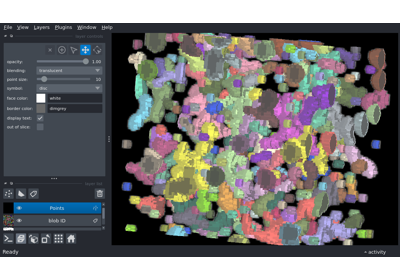 File View Layers Plugins Window Help
opacity: 1.00
blending: translucent
point size: 10
symbol: disc
face color: white
border color: dimgrey
display text:
out of slice:
Points
blob ID
Ready
activity